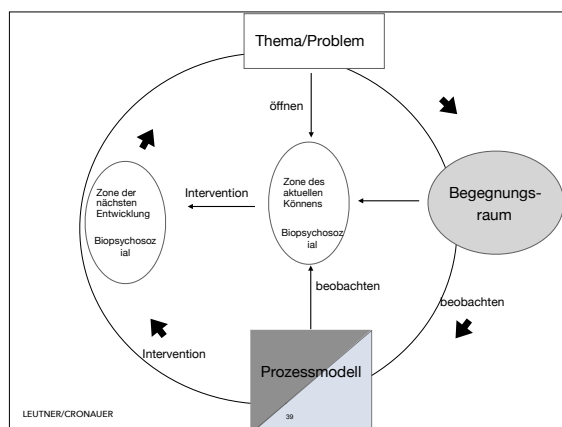 Thema/Problem
öffnen
Zone der
nächsten
Entwicklung
Biopsychosoz
ial
Intervention
Zone des
aktuellen
Könnens
Biopsychosoz
ial
Begegnungs-
raum
beobachten
beobachten
Intervention
Prozessmodell
39
LEUTNER/CRONAUER